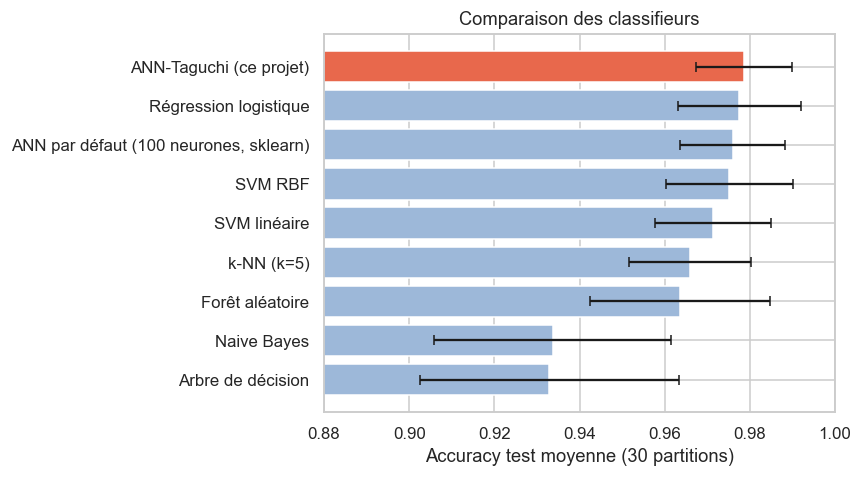 Comparaison des classifieurs
ANN-Taguchi (ce projet)
Régression logistique
ANN par défaut (100 neurones, sklearn)
SVM RBF
SVM linéaire
k-NN (k=5)
Forêt aléatoire
Naive Bayes
Arbre de décision
0.88 0.90 0.92 0.94 0.96 0.98 1.00
Accuracy test moyenne (30 partitions)